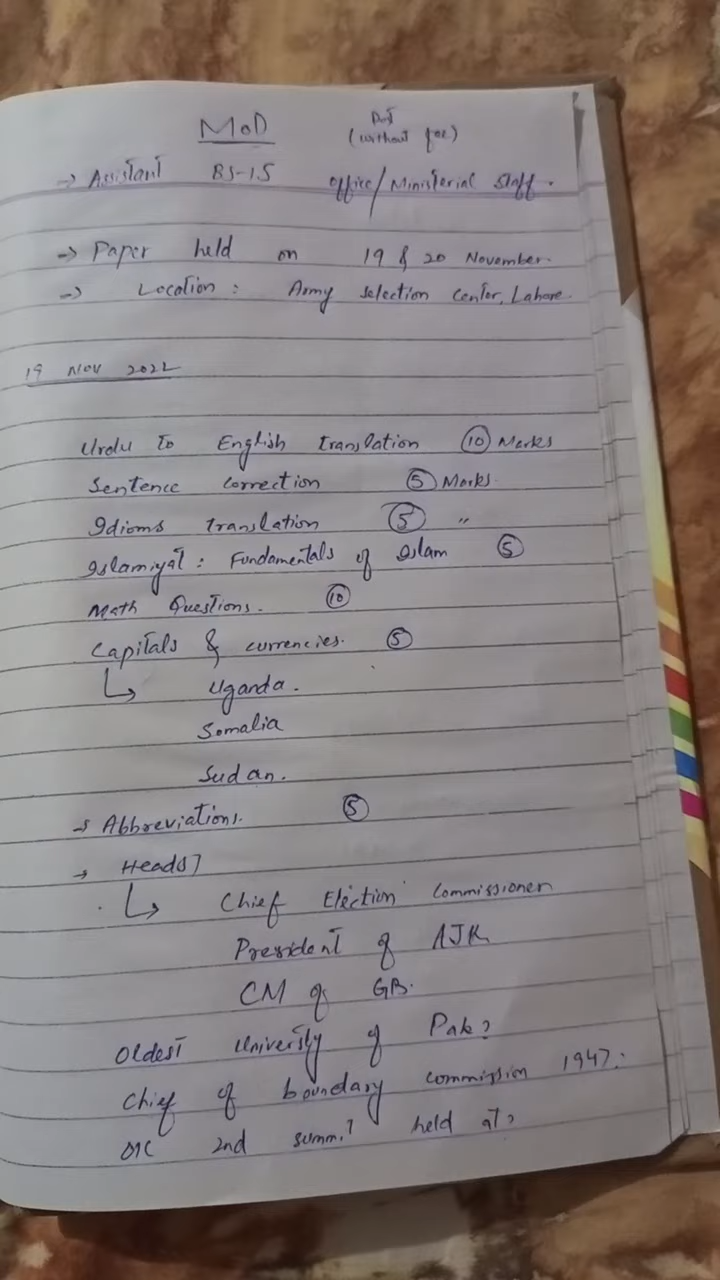 MOD
(without fee)
→ Assistant BS-15 Office/Ministerial Staff.
→ Paper held on 19 & 20 November.
→ Location: Army Selection Center, Lahore.
19 Nov 2022
Urdu to English translation 10 Marks
Sentence correction 5 Marks.
Idioms translation 5 "
Islamiyat: Fundamentals of Islam 5
Math Questions. 10
Capitals & currencies. 5
↳ Uganda.
Somalia
Sudan.
→ Abbreviations. 5
→ Heads?
↳ Chief Election Commissioner
President of AJK
CM of GB.
Oldest University of Pak?
Chief of boundary commission 1947:
OIC 2nd summit held at?